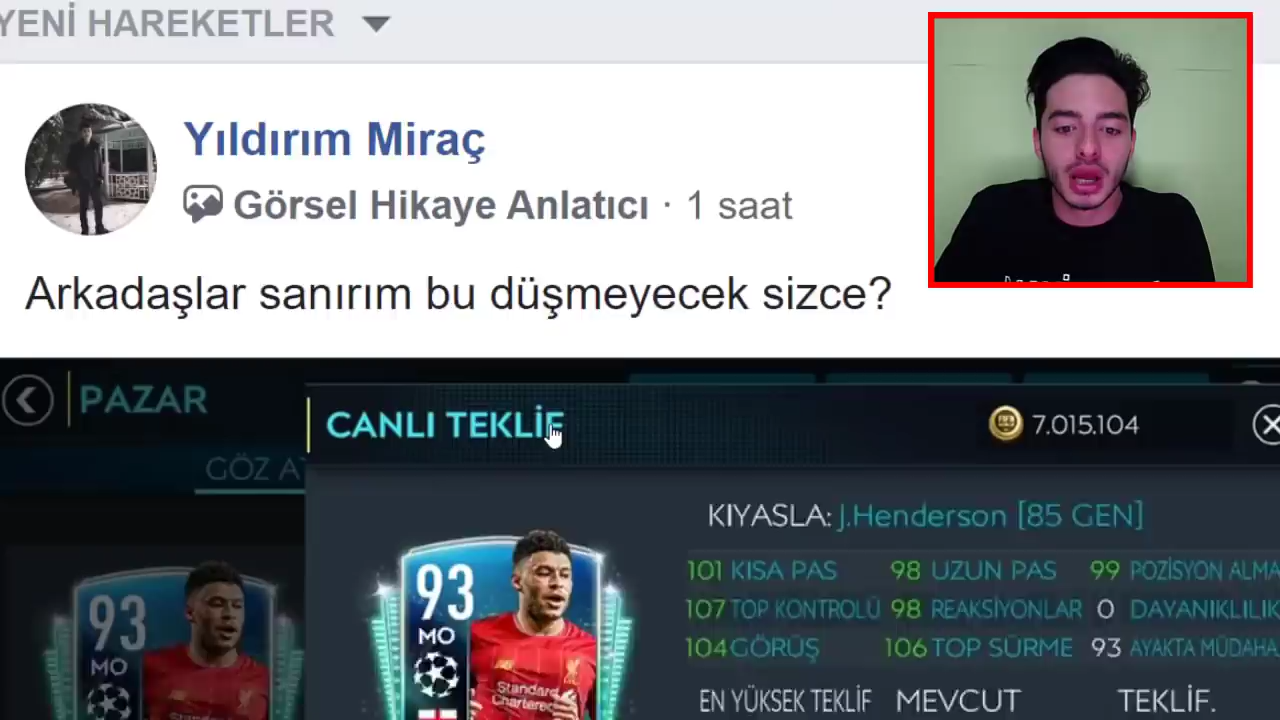 YENİ HAREKETLER
Yıldırım Miraç
Görsel Hikaye Anlatıcı · 1 saat
Arkadaşlar sanırım bu düşmeyecek sizce?
PAZAR
CANLI TEKLİF
7.015.104
GÖZ A
KIYASLA: J.Henderson [85 GEN]
101 KISA PAS 98 UZUN PAS 99 POZİSYON ALMA
107 TOP KONTROLÜ 98 REAKSİYONLAR 0 DAYANIKLILIK
104 GÖRÜŞ 106 TOP SÜRME 93 AYAKTA MÜDAHA
93
MO
93
MO
Standard
Chartered
EN YÜKSEK TEKLİF MEVCUT TEKLİF.